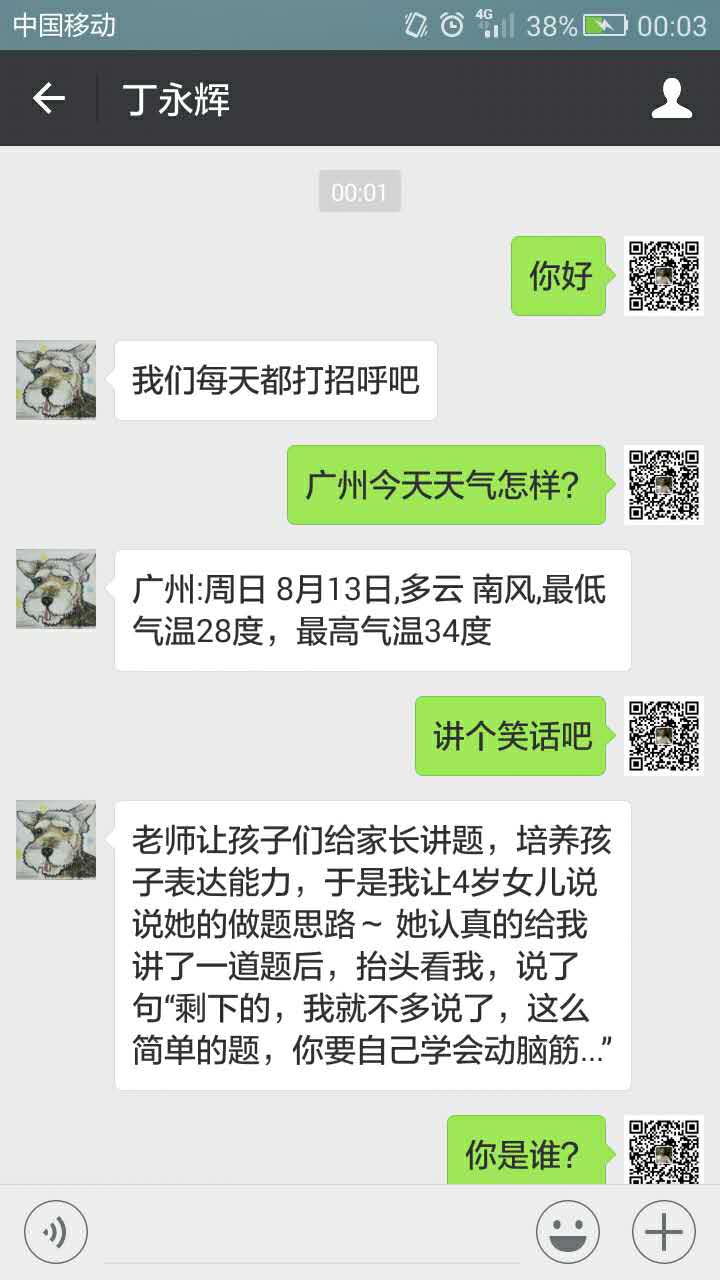 中国移动 4G 38% 00:03
丁永辉
00:01
你好
我们每天都打招呼吧
广州今天天气怎样?
广州:周日 8月13日,多云 南风,最低
气温28度，最高气温34度
讲个笑话吧
老师让孩子们给家长讲题，培养孩
子表达能力，于是我让4岁女儿说
说她的做题思路～ 她认真的给我
讲了一道题后，抬头看我，说了
句“剩下的，我就不多说了，这么
简单的题，你要自己学会动脑筋...”
你是谁?